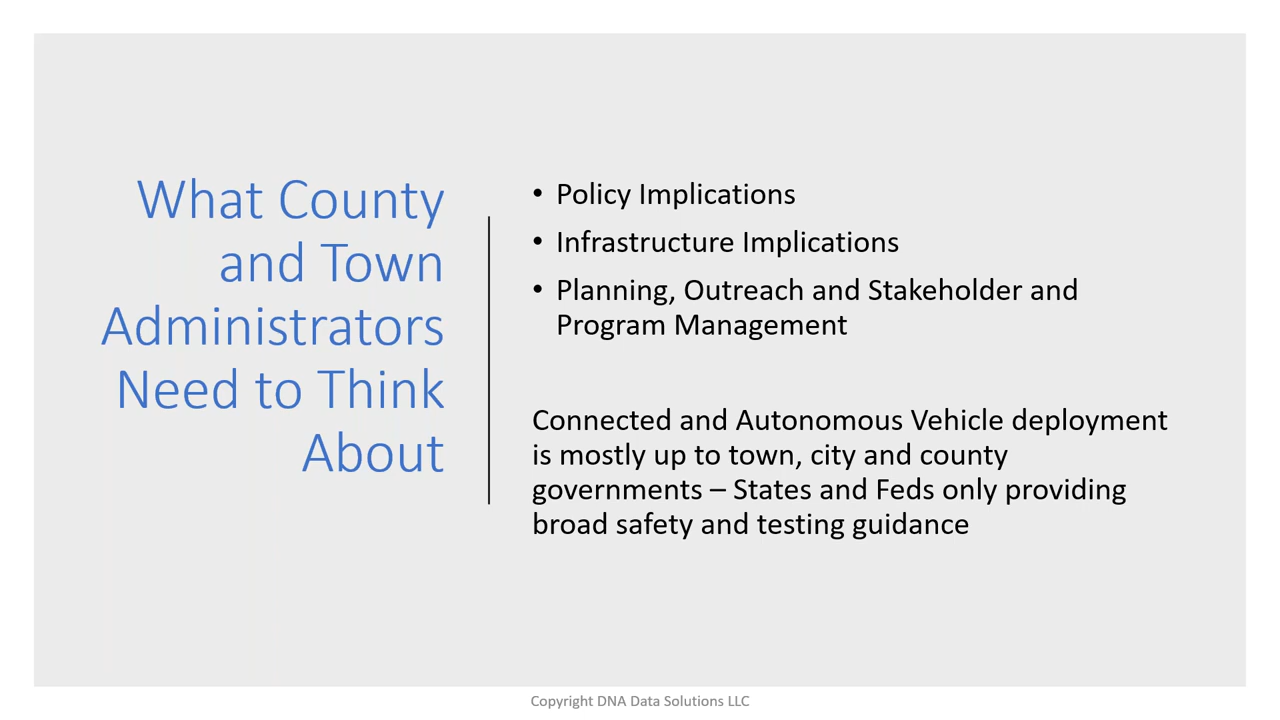 What County
and Town
Administrators
Need to Think
About
• Policy Implications
• Infrastructure Implications
• Planning, Outreach and Stakeholder and
Program Management
Connected and Autonomous Vehicle deployment
is mostly up to town, city and county
governments – States and Feds only providing
broad safety and testing guidance
Copyright DNA Data Solutions LLC